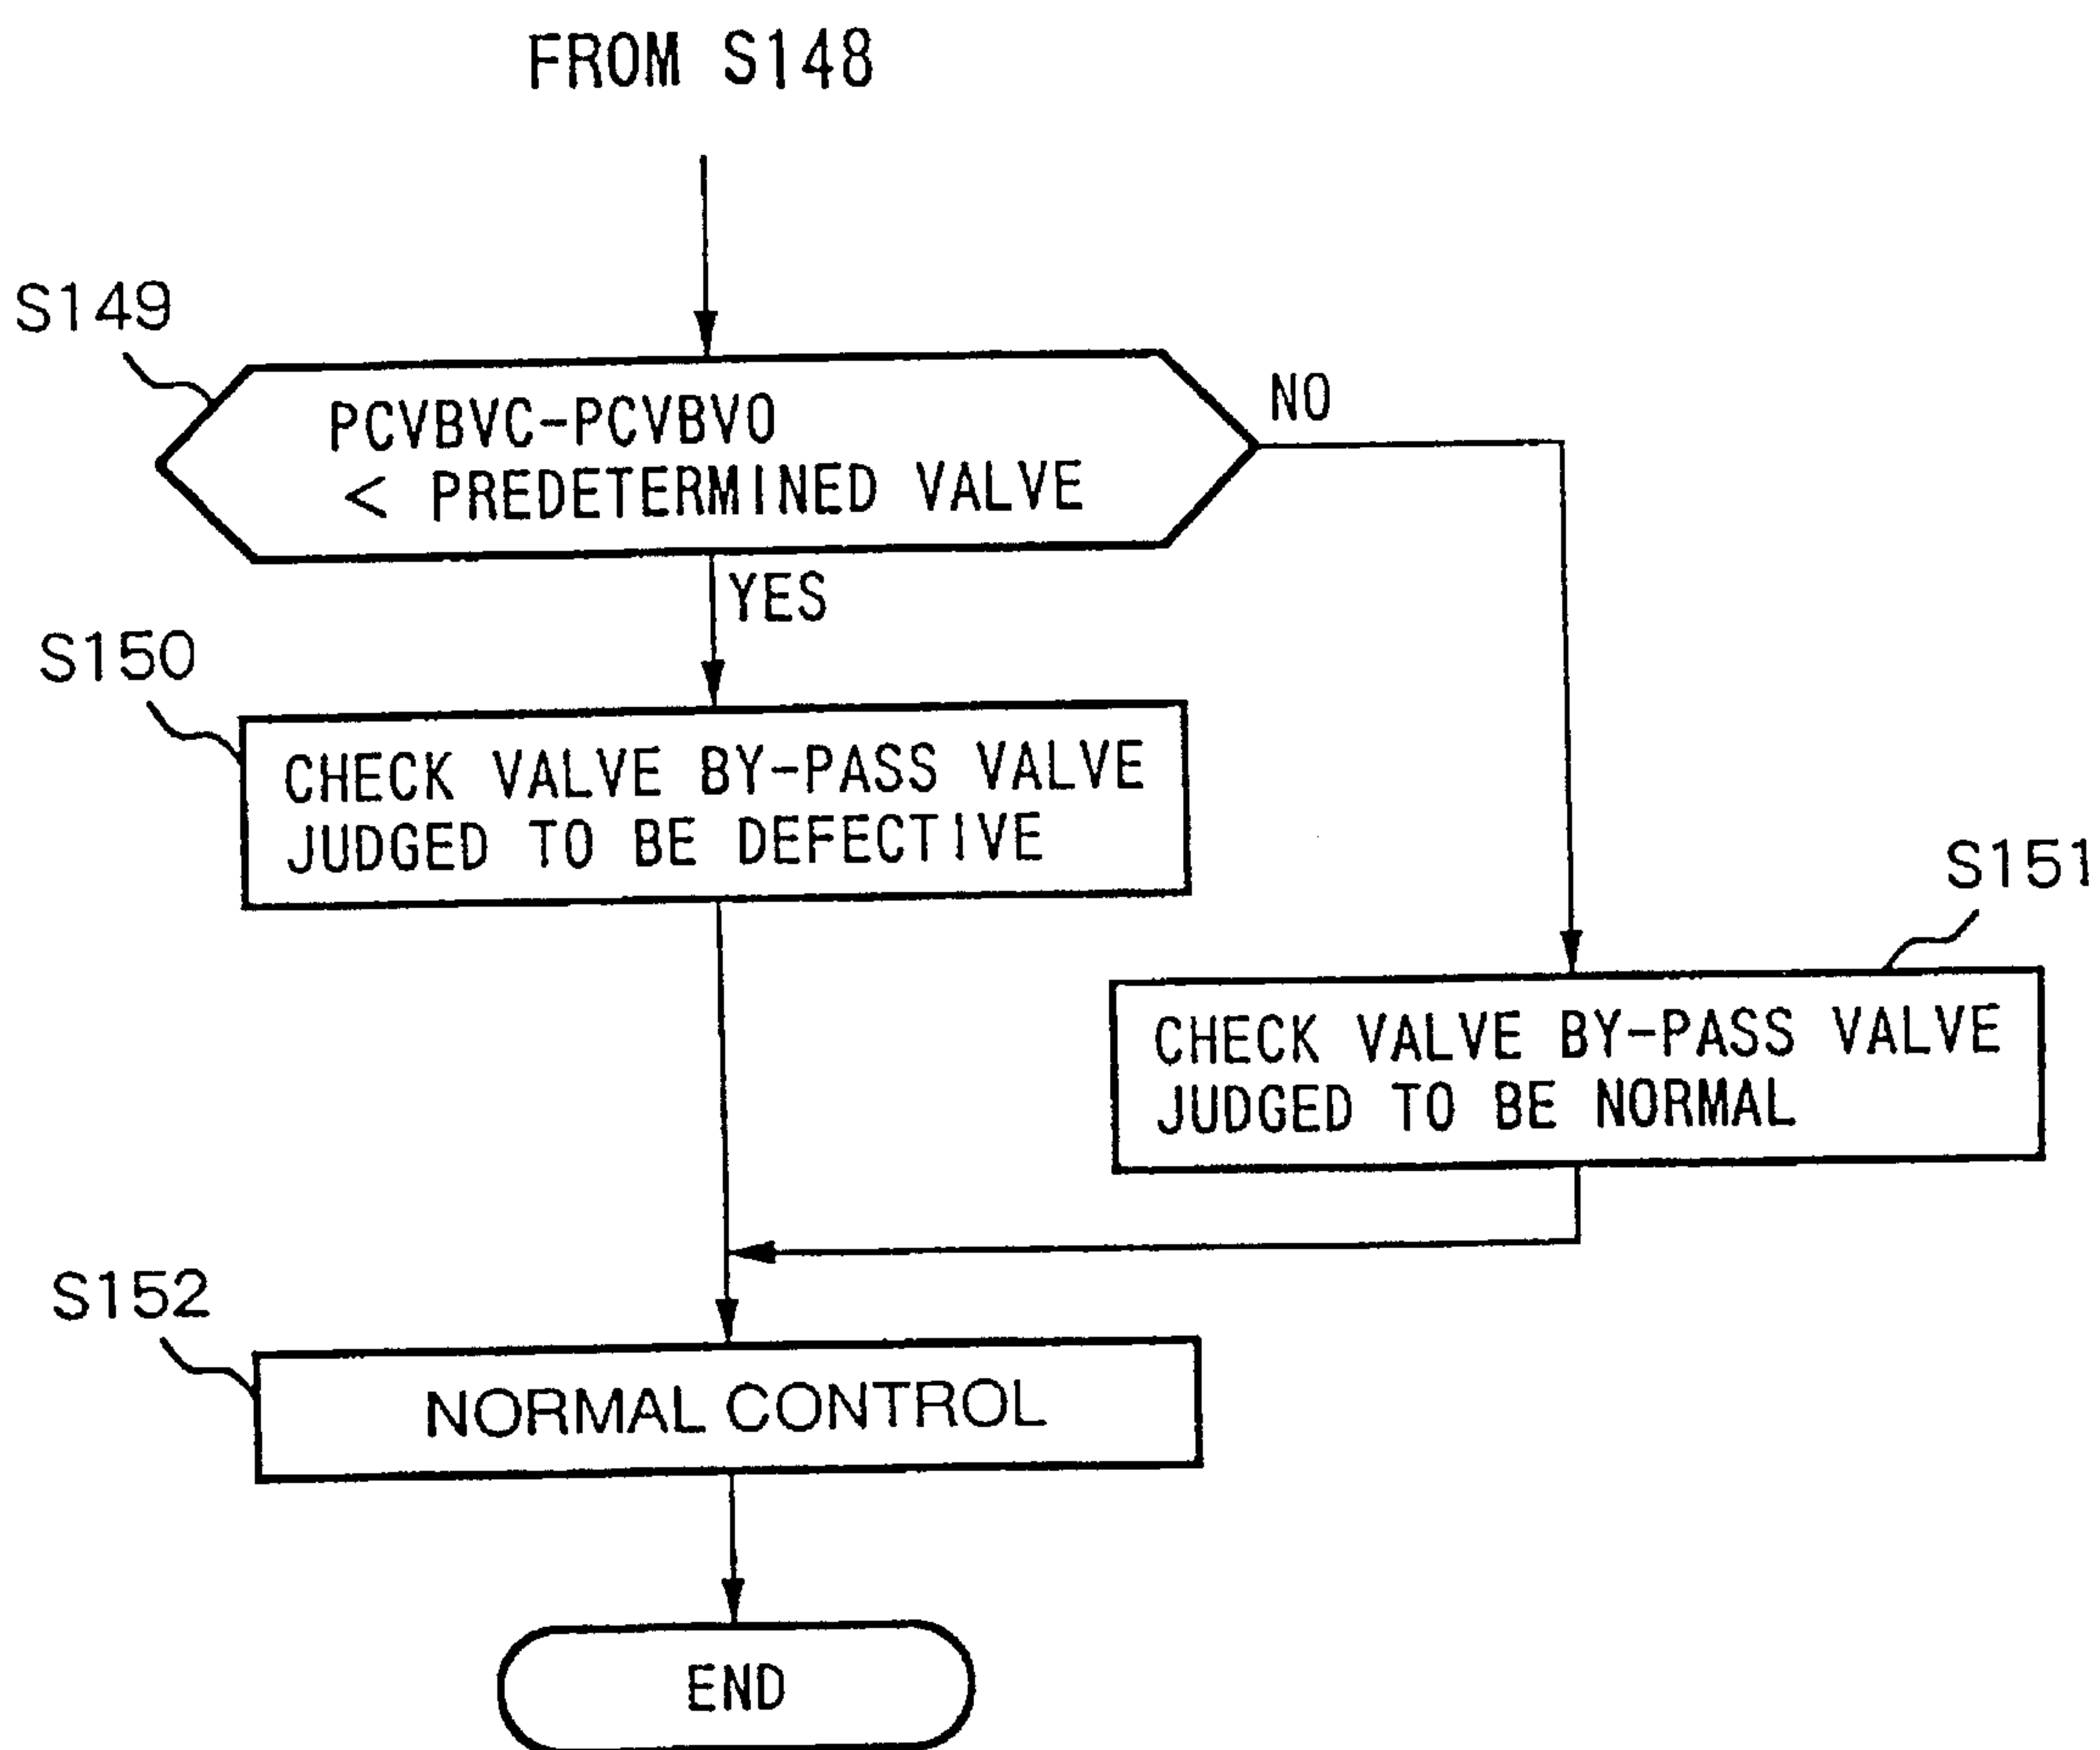 FROM S148
S149
PCVBVC-PCVBVO
< PREDETERMINED VALVE
NO
YES
S150
CHECK VALVE BY-PASS VALVE
JUDGED TO BE DEFECTIVE
S151
CHECK VALVE BY-PASS VALVE
JUDGED TO BE NORMAL
S152
NORMAL CONTROL
END